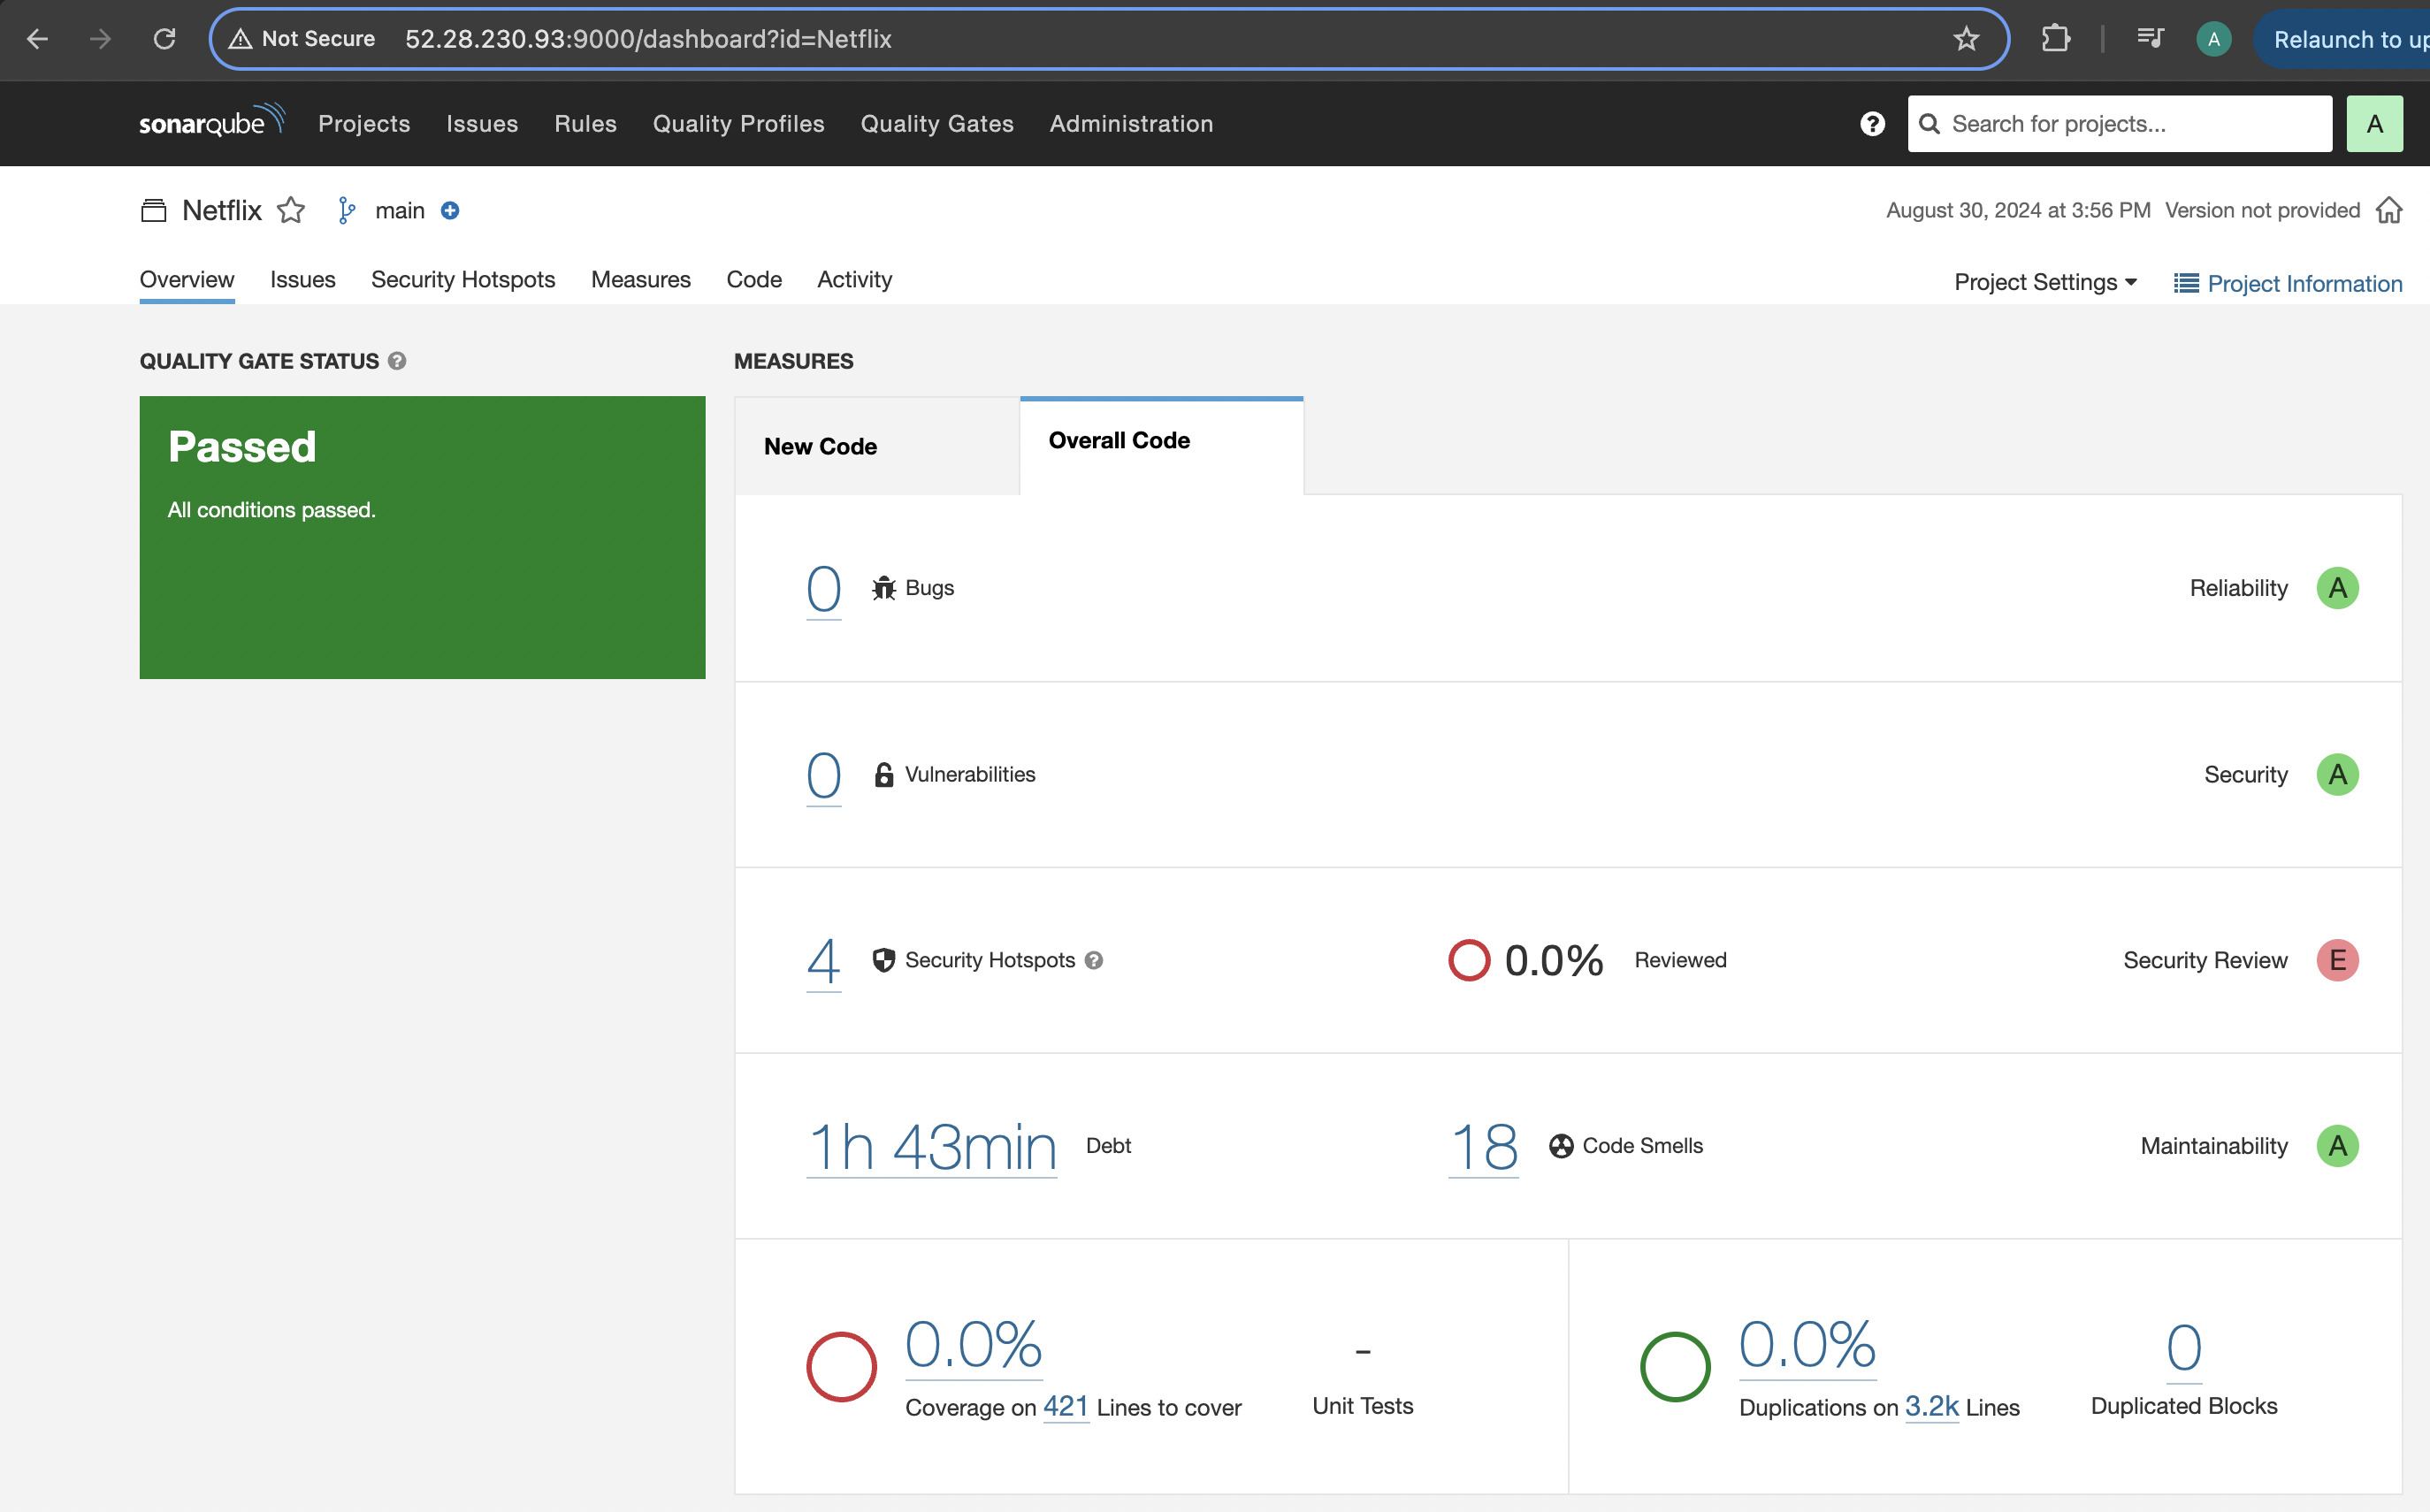 Not Secure 52.28.230.93:9000/dashboard?id=Netflix A Relaunch to up
sonarqube Projects Issues Rules Quality Profiles Quality Gates Administration Search for projects... A
Netflix main August 30, 2024 at 3:56 PM Version not provided
Overview Issues Security Hotspots Measures Code Activity Project Settings Project Information
QUALITY GATE STATUS
MEASURES
Passed
All conditions passed.
New Code Overall Code
0 Bugs Reliability A
0 Vulnerabilities Security A
4 Security Hotspots 0.0% Reviewed Security Review E
1h 43min Debt 18 Code Smells Maintainability A
0.0% - 0.0% 0
Coverage on 421 Lines to cover Unit Tests Duplications on 3.2k Lines Duplicated Blocks